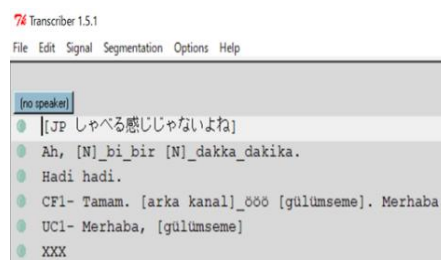 Transcriber 1.5.1
File Edit Signal Segmentation Options Help
(no speaker)
[JP しゃべる感じじゃないよね]
Ah, [N]_bi_bir [N]_dakka_dakika.
Hadi hadi.
CF1- Tamam. [arka kanal]_ööö [gülümseme]. Merhaba
UC1- Merhaba, [gülümseme]
XXX